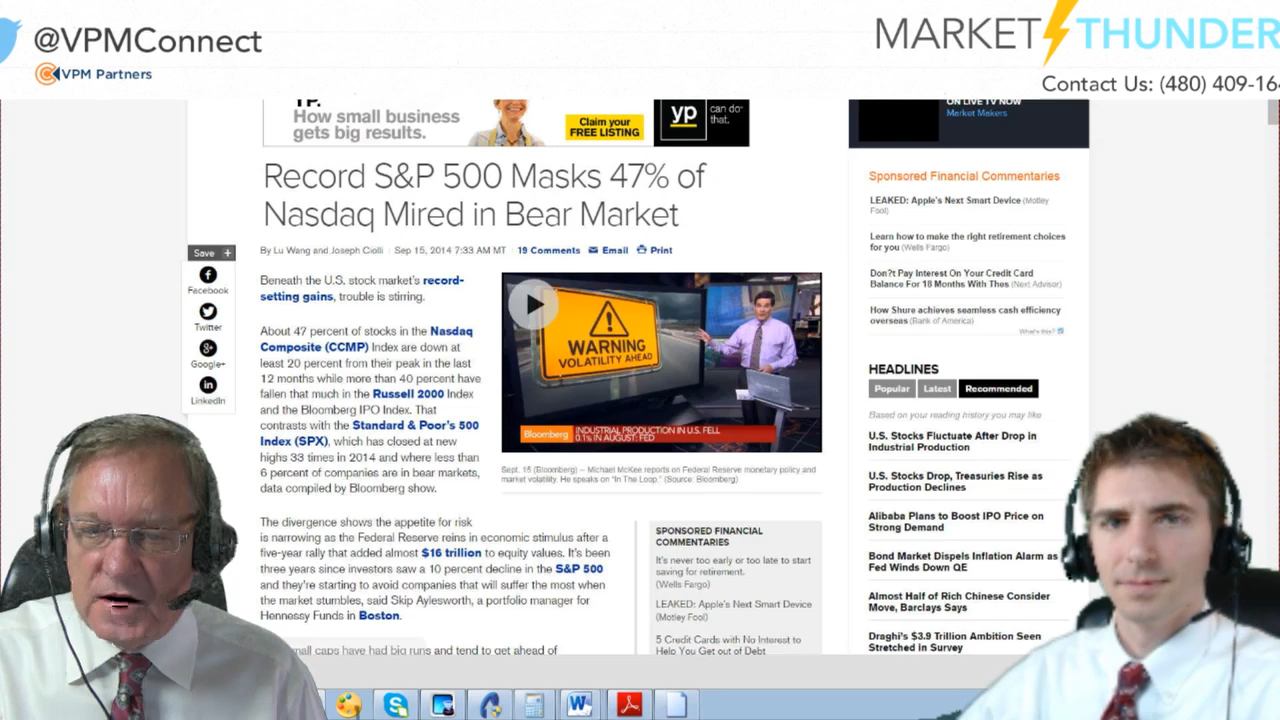 @VPMConnect
VPM Partners
MARKET THUNDER
Contact Us: (480) 409-16
How small business
gets big results.
Claim your
FREE LISTING
yp
can do
that.
ON LIVE TV NOW
Market Makers
Record S&P 500 Masks 47% of
Nasdaq Mired in Bear Market
By Lu Wang and Joseph Ciolli Sep 15, 2014 7:33 AM MT 19 Comments Email Print
Save +
Facebook
Twitter
Google+
LinkedIn
Beneath the U.S. stock market's record-
setting gains, trouble is stirring.
About 47 percent of stocks in the Nasdaq
Composite (CCMP) Index are down at
least 20 percent from their peak in the last
12 months while more than 40 percent have
fallen that much in the Russell 2000 Index
and the Bloomberg IPO Index. That
contrasts with the Standard & Poor's 500
Index (SPX), which has closed at new
highs 33 times in 2014 and where less
than 6 percent of companies are in bear markets,
data compiled by Bloomberg show.
WARNING
VOLATILITY AHEAD
Bloomberg
INDUSTRIAL PRODUCTION IN U.S. FELL
0.1% IN AUGUST: FED
Sept. 15 (Bloomberg) -- Michael McKee reports on Federal Reserve monetary policy and
market volatility. He speaks on "In The Loop." (Source: Bloomberg)
The divergence shows the appetite for risk
is narrowing as the Federal Reserve reins in economic stimulus after a
five-year rally that added almost $16 trillion to equity values. It's been
three years since investors saw a 10 percent decline in the S&P 500
and they're starting to avoid companies that will suffer the most when
the market stumbles, said Skip Aylesworth, a portfolio manager for
Hennessy Funds in Boston.
caps have had big runs and tend to get ahead of
SPONSORED FINANCIAL
COMMENTARIES
It's never too early or too late to start
saving for retirement.
(Wells Fargo)
LEAKED: Apple's Next Smart Device
(Motley Fool)
5 Credit Cards with No Interest to
Help You Get out of Debt
Sponsored Financial Commentaries
LEAKED: Apple's Next Smart Device (Motley
Fool)
Learn how to make the right retirement choices
for you (Wells Fargo)
Don?t Pay Interest On Your Credit Card
Balance For 18 Months With Thes (Next Advisor)
How Shure achieves seamless cash efficiency
overseas (Bank of America)
What's this?
HEADLINES
Popular Latest Recommended
Based on your reading history you may like
U.S. Stocks Fluctuate After Drop in
Industrial Production
U.S. Stocks Drop, Treasuries Rise as
Production Declines
Alibaba Plans to Boost IPO Price on
Strong Demand
Bond Market Dispels Inflation Alarm as
Fed Winds Down QE
Almost Half of Rich Chinese Consider
Move, Barclays Says
Draghi's $3.9 Trillion Ambition Seen
Stretched in Survey